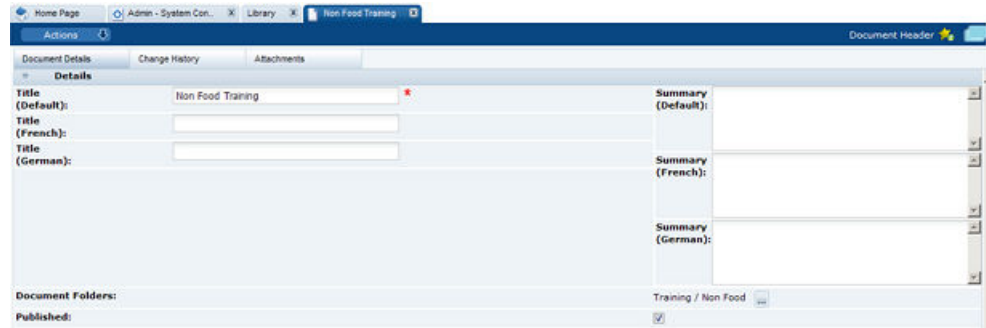 Home Page Admin - System Con.. X Library X Non Food Training X
Actions Document Header
Document Details Change History Attachments
Details
Title (Default): Non Food Training * Summary (Default):
Title (French):
Title (German):
Summary (French):
Summary (German):
Document Folders: Training / Non Food ...
Published: